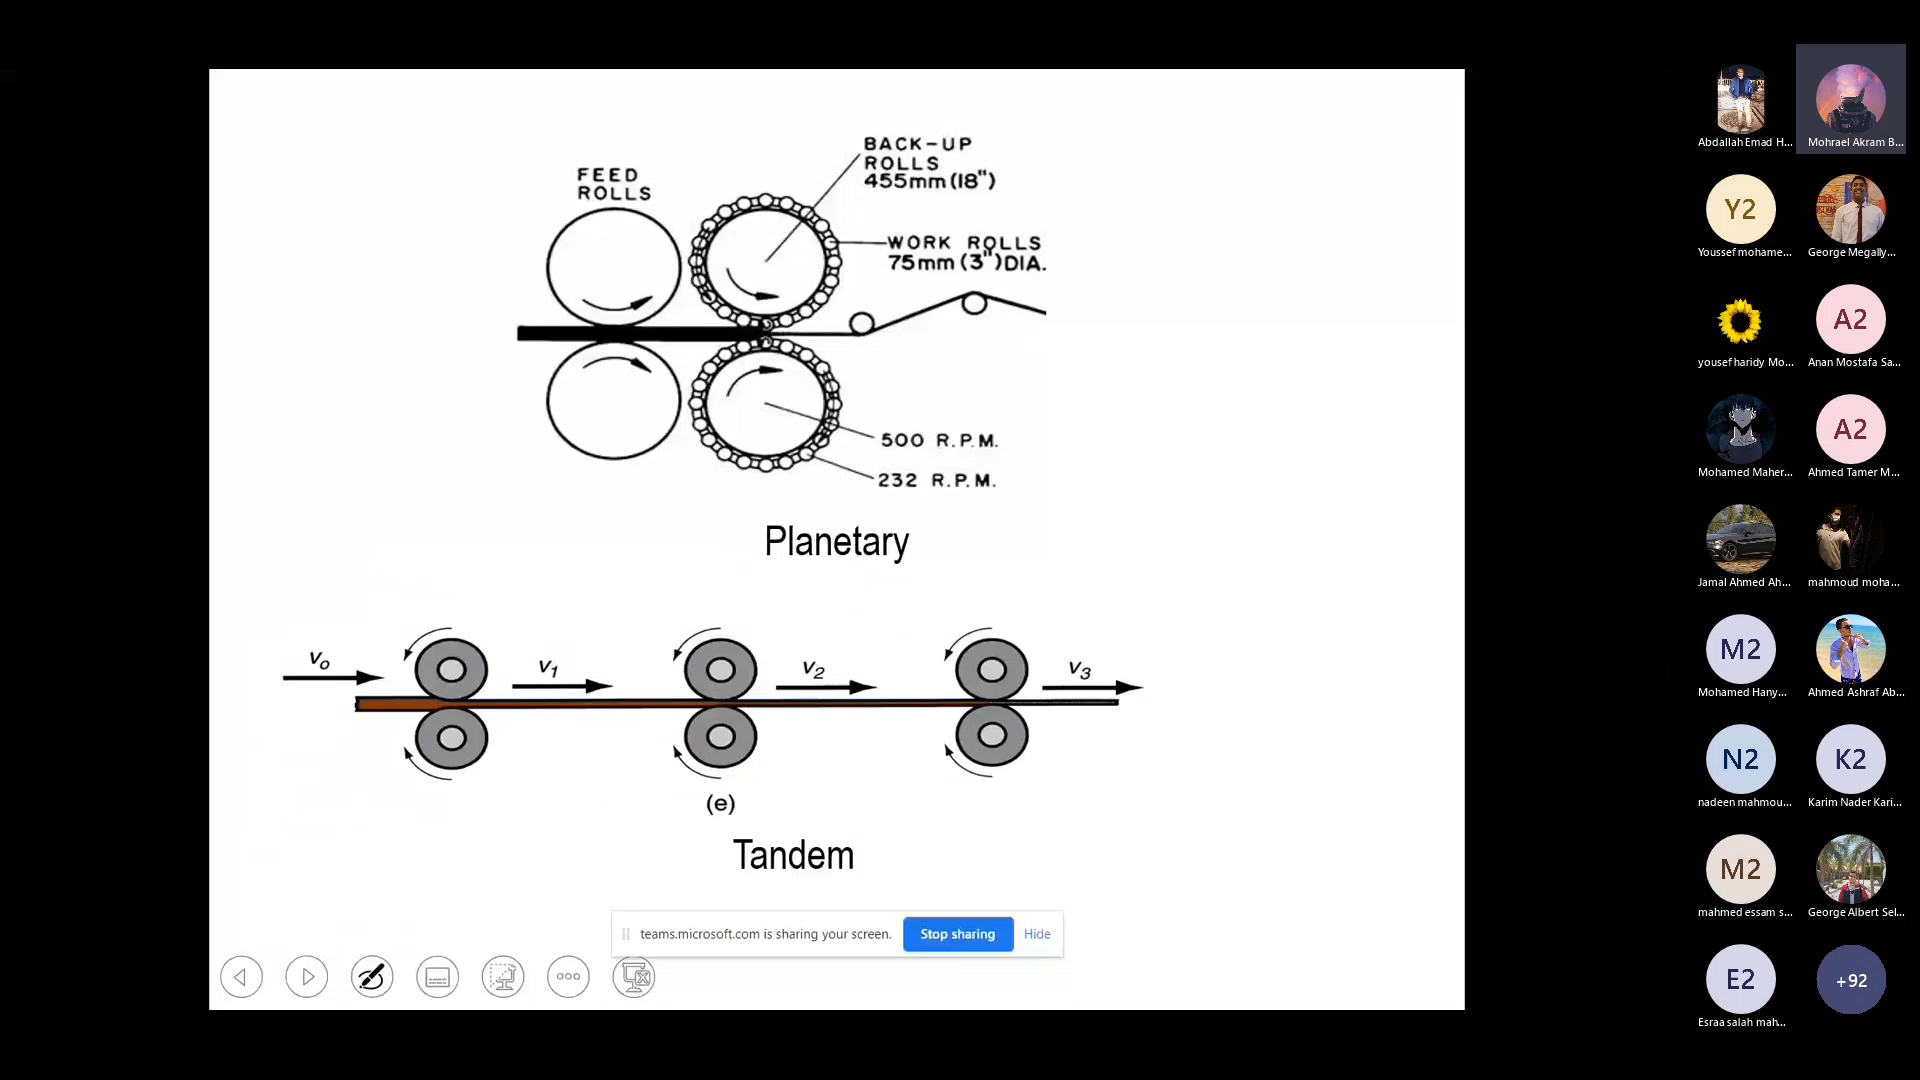 FEED
ROLLS
BACK-UP
ROLLS
455mm (18")
WORK ROLLS
75mm (3") DIA.
500 R.P.M.
232 R.P.M.
Planetary
v0
v1
v2
v3
(e)
Tandem
teams.microsoft.com is sharing your screen.
Stop sharing
Hide
Abdallah Emad H...
Mohrael Akram B...
Y2
Youssef mohame...
George Megally...
yousef haridy Mo...
A2
Anan Mostafa Sa...
Mohamed Maher...
A2
Ahmed Tamer M...
Jamal Ahmed Ah...
mahmoud moha...
M2
Mohamed Hany...
Ahmed Ashraf Ab...
N2
nadeen mahmou...
K2
Karim Nader Kari...
M2
mahmed essam s...
George Albert Sel...
E2
Esraa salah mah...
+92